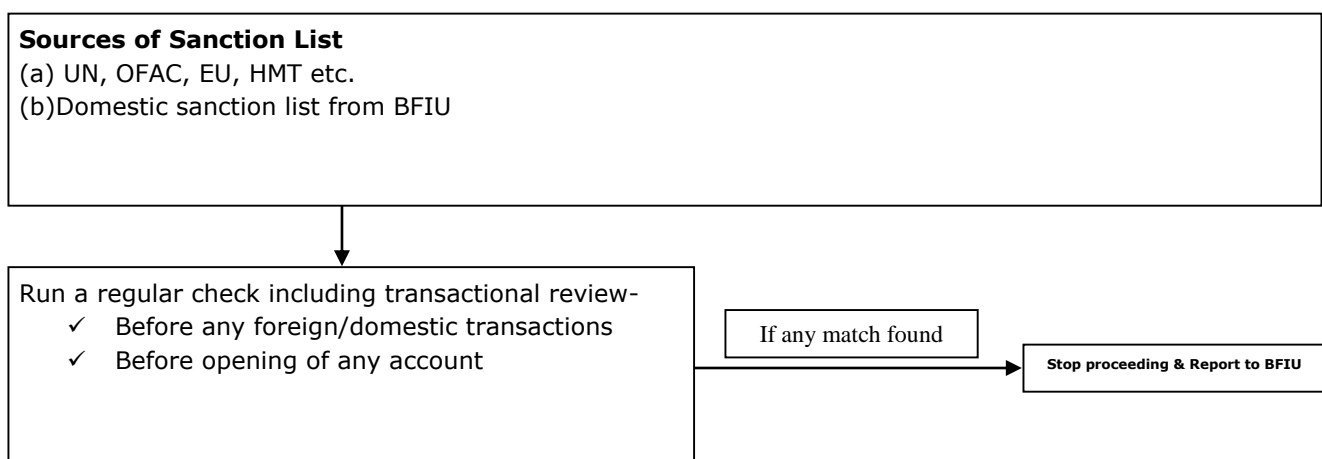 Sources of Sanction List
(a) UN, OFAC, EU, HMT etc.
(b)Domestic sanction list from BFIU
Run a regular check including transactional review-
✓ Before any foreign/domestic transactions
✓ Before opening of any account
If any match found
Stop proceeding & Report to BFIU